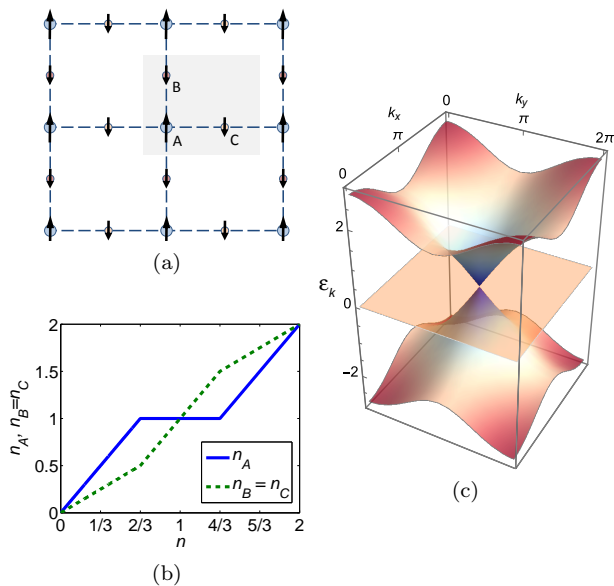 B
A
C
(a)
2
1.5
1
0.5
0
n_A, n_B=n_C
n_A
n_B = n_C
0
1/3
2/3
1
4/3
5/3
2
n
(b)
0
k_x
π
0
k_y
π
2π
2
ε_k
0
−2
(c)